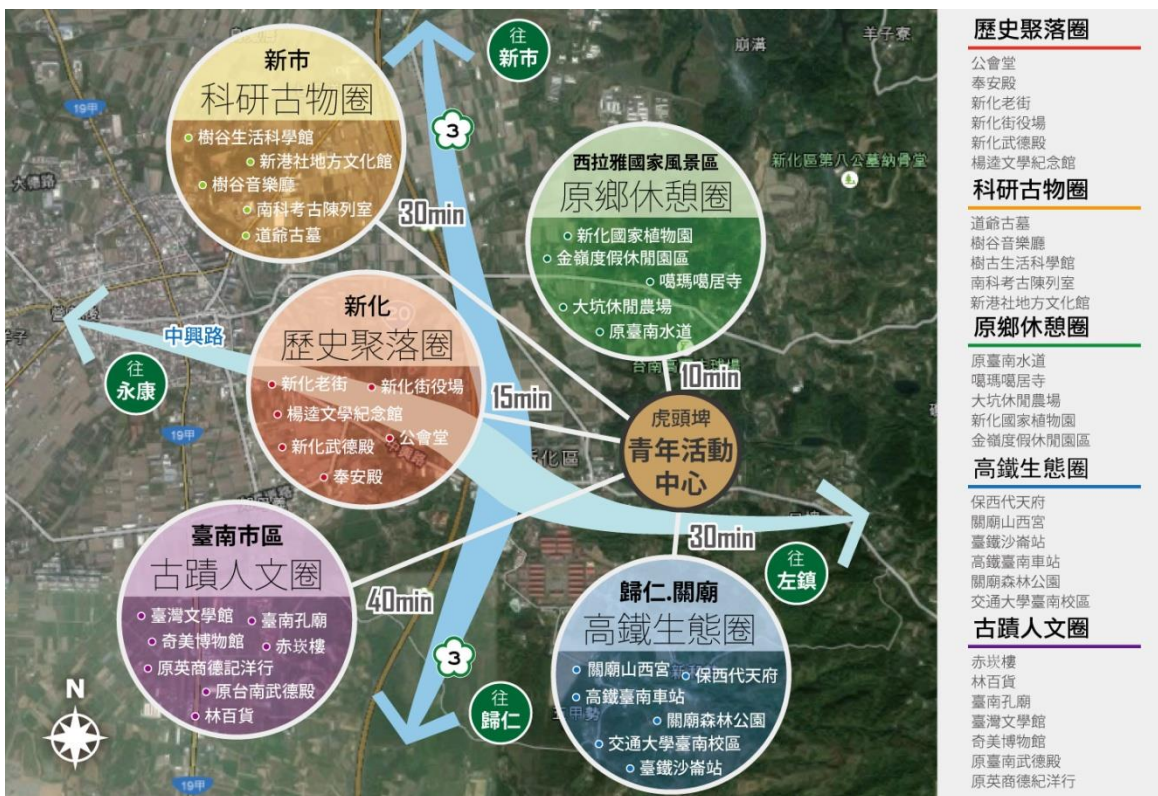 新市
科研古物圈
樹谷生活科學館
新港社地方文化館
樹谷音樂廳
南科考古陳列室
道爺古墓
往
新市
3
30min
崩溝
羊子寮
19甲
西拉雅國家風景區
原鄉休憩圈
新化國家植物園
金嶺度假休閒園區
噶瑪噶居寺
大坑休閒農場
原臺南水道
新化區第八公墓納骨堂
10min
新化
歷史聚落圈
新化老街
新化街役場
楊逵文學紀念館
新化武德殿
公會堂
奉安殿
中興路
往
永康
15min
虎頭埤
青年活動
中心
19甲
臺南市區
古蹟人文圈
臺灣文學館
臺南孔廟
奇美博物館
赤崁樓
原英商德記洋行
原台南武德殿
林百貨
40min
3
往
歸仁
30min
往
左鎮
歸仁.關廟
高鐵生態圈
關廟山西宮
保西代天府
高鐵臺南車站
關廟森林公園
交通大學臺南校區
臺鐵沙崙站
N
19甲
歷史聚落圈
公會堂
奉安殿
新化老街
新化街役場
新化武德殿
楊逵文學紀念館
科研古物圈
道爺古墓
樹谷音樂廳
樹古生活科學館
南科考古陳列室
新港社地方文化館
原鄉休憩圈
原臺南水道
噶瑪噶居寺
大坑休閒農場
新化國家植物園
金嶺度假休閒園區
高鐵生態圈
保西代天府
關廟山西宮
臺鐵沙崙站
高鐵臺南車站
關廟森林公園
交通大學臺南校區
古蹟人文圈
赤崁樓
林百貨
臺南孔廟
臺灣文學館
奇美博物館
原臺南武德殿
原英商德紀洋行